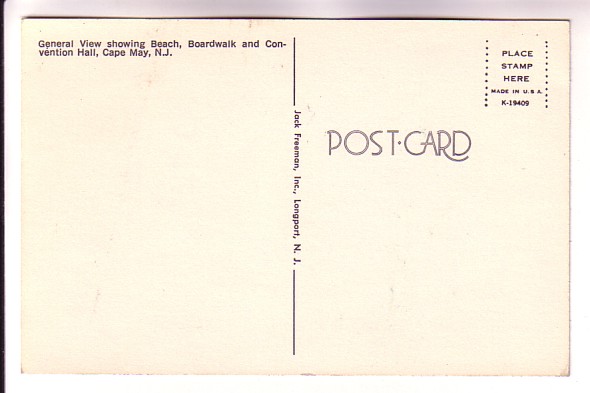 General View showing Beach, Boardwalk and Con-
vention Hall, Cape May, N.J.
Jack Freeman, Inc., Longport, N. J.
POST·CARD
PLACE
STAMP
HERE
MADE IN U.S.A.
K-19409